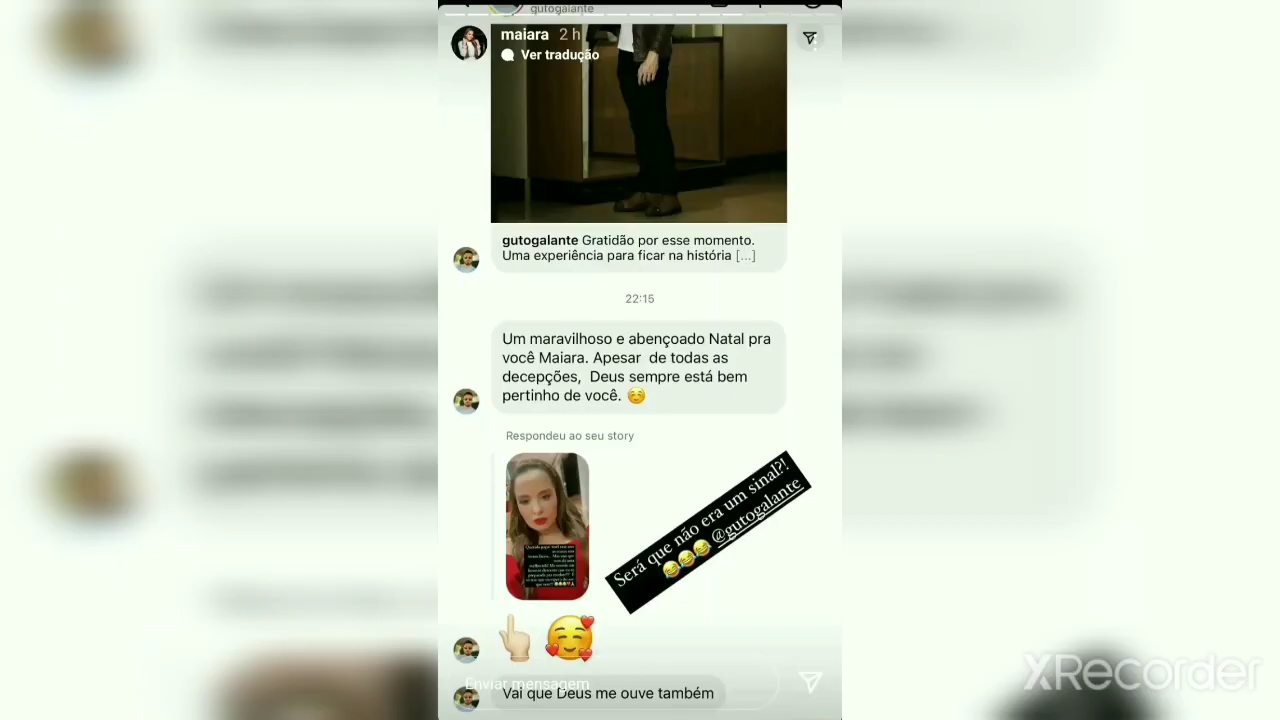 gutogalante
maiara 2 h
Ver tradução
gutogalante Gratidão por esse momento.
Uma experiência para ficar na história [...]
22:15
Um maravilhoso e abençoado Natal pra
você Maiara. Apesar de todas as
decepções, Deus sempre está bem
pertinho de você. ☺️
Respondeu ao seu story
Será que não era um sinal?!
😂😂😂 @gutogalante
👆🏻🥰
Enviar mensagem
Vai que Deus me ouve também
XRecorder